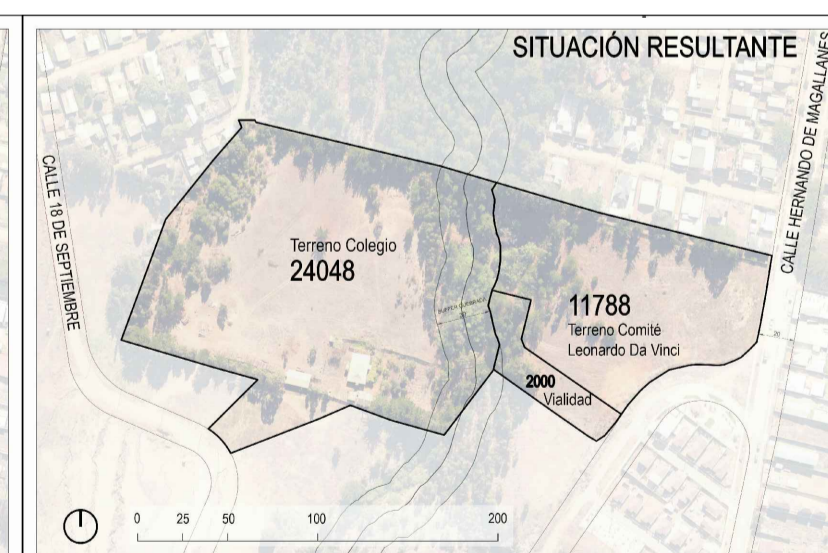 SITUACIÓN RESULTANTE
CALLE HERNANDO DE MAGALLANES
CALLE 18 DE SEPTIEMBRE
Terreno Colegio
24048
11788
Terreno Comité
Leonardo Da Vinci
20
2000
Vialidad
0 25 50 100 200